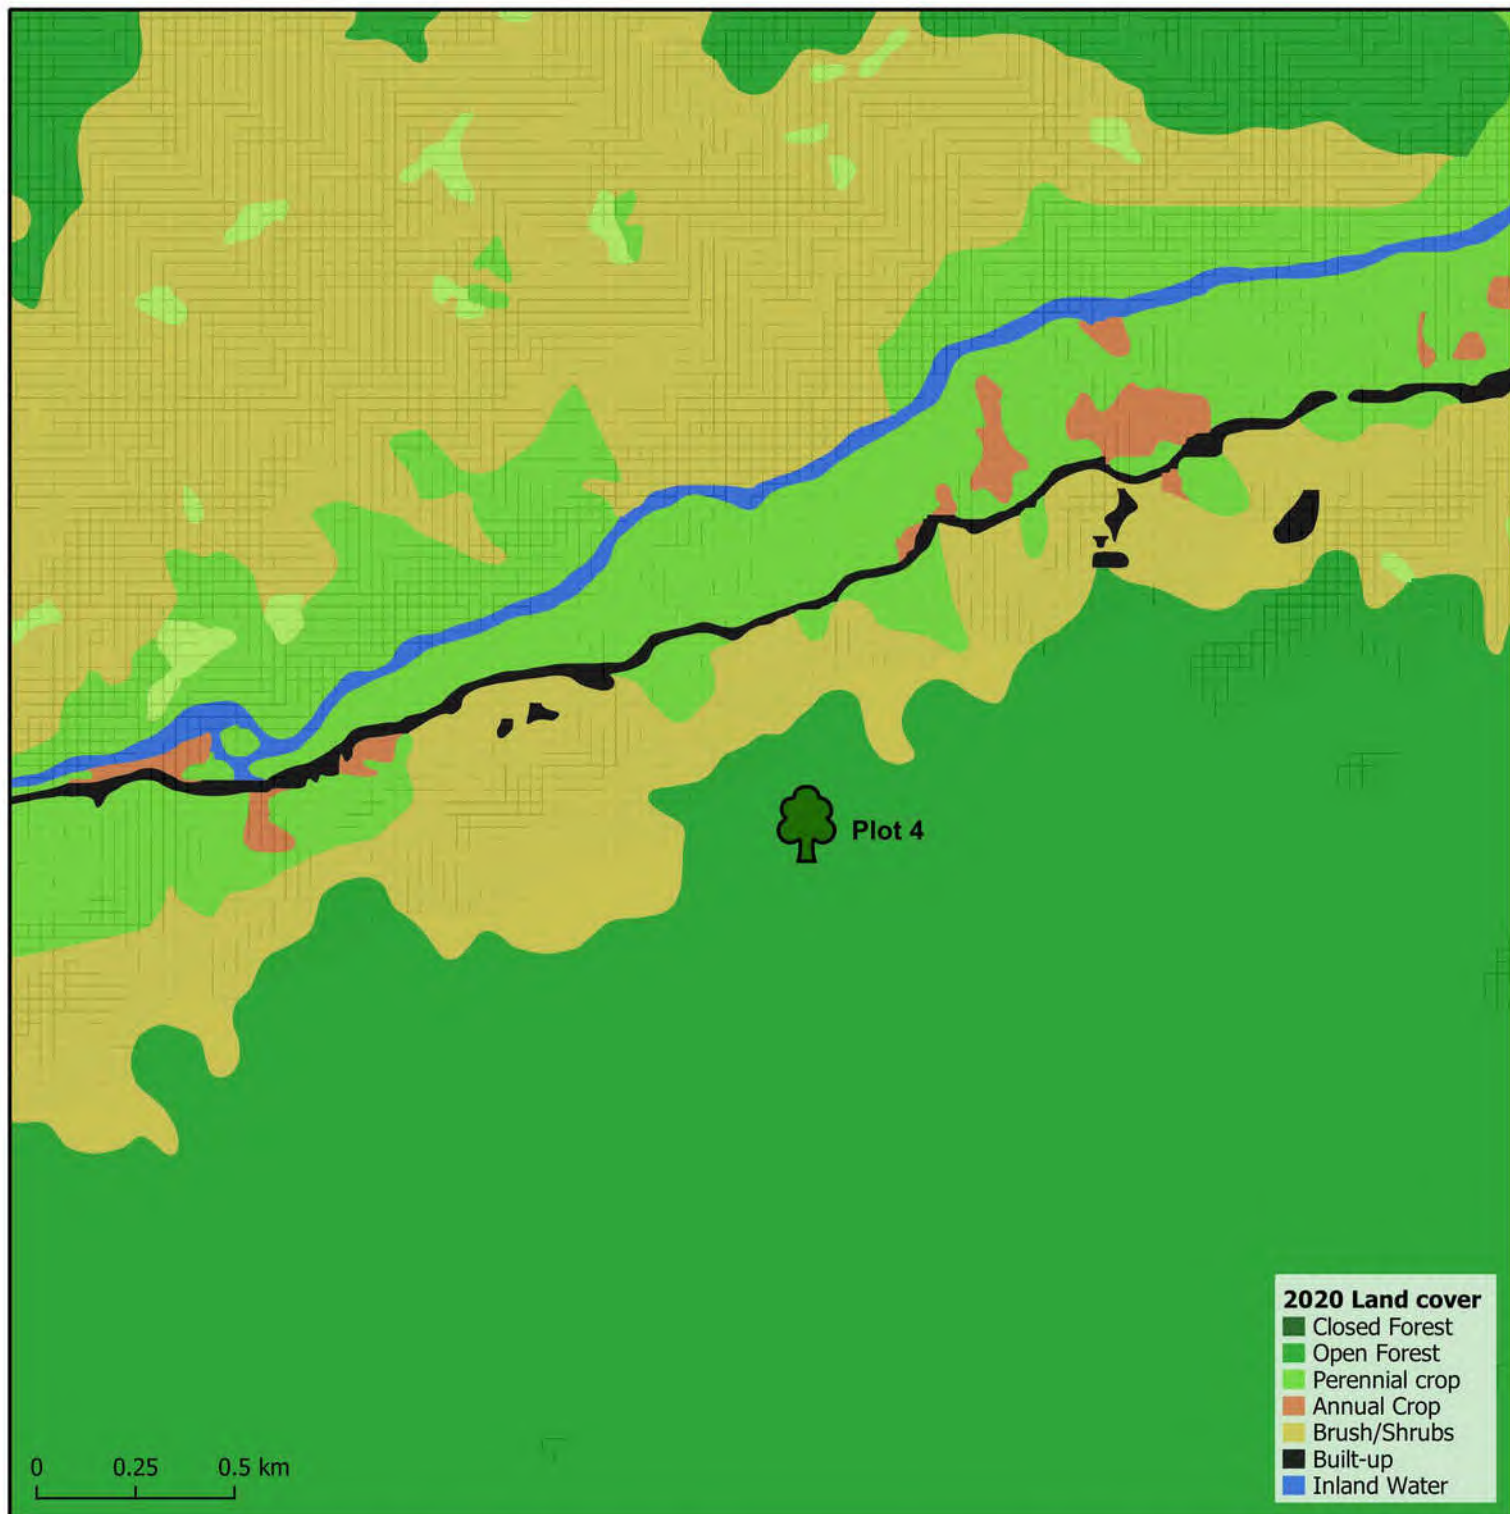 Plot 4
2020 Land cover
Closed Forest
Open Forest
Perennial crop
Annual Crop
Brush/Shrubs
Built-up
Inland Water
0 0.25 0.5 km